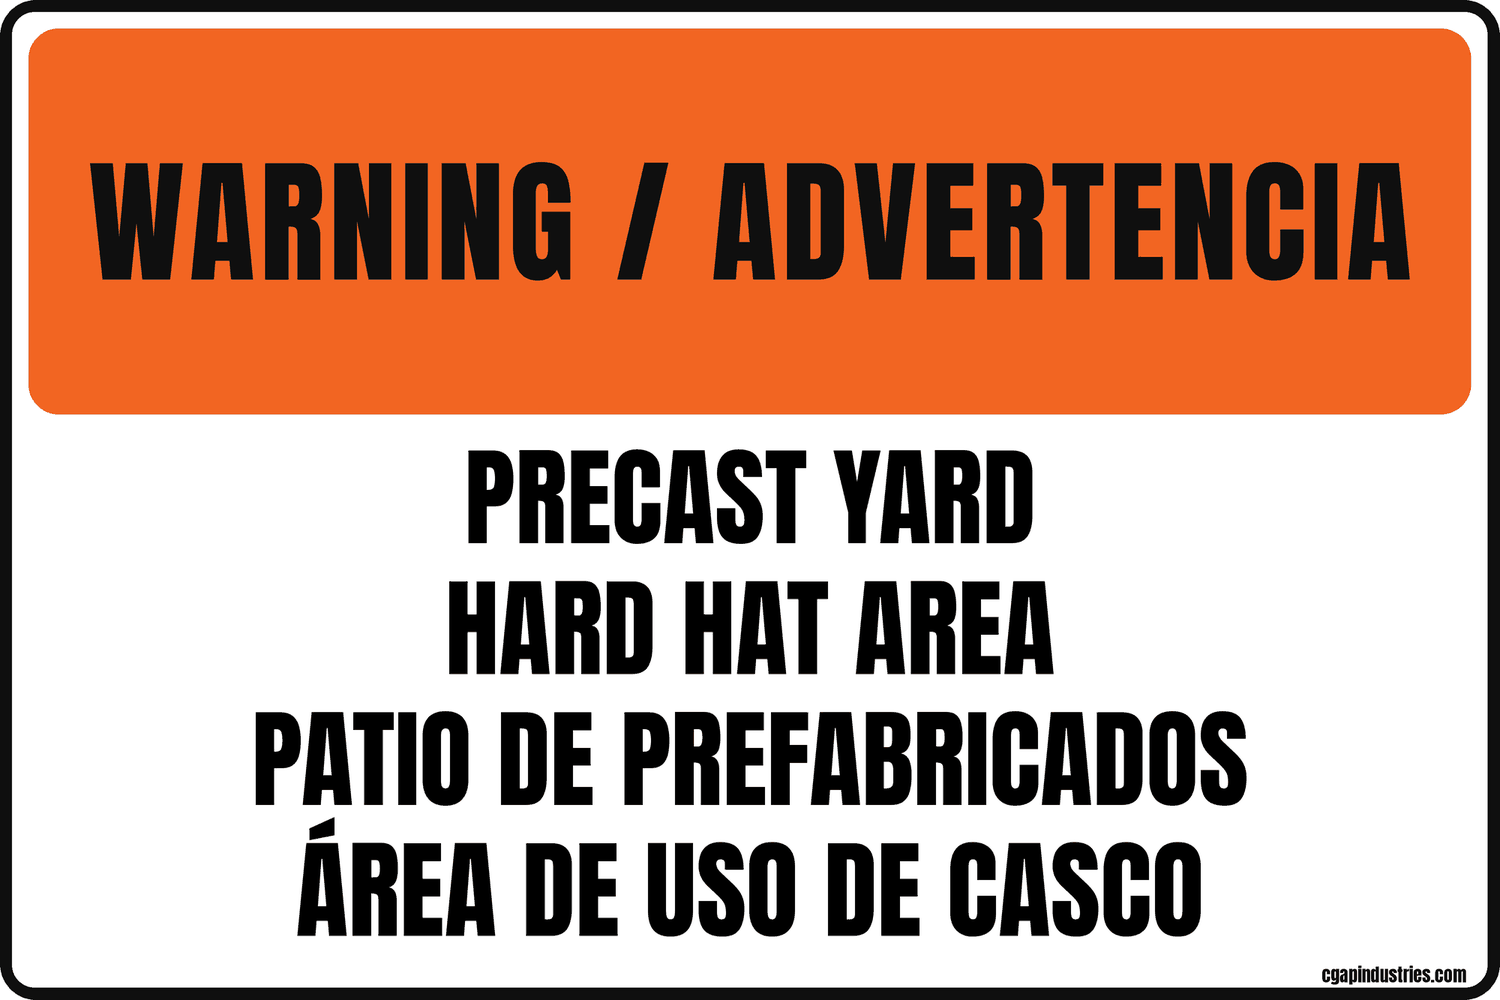 WARNING / ADVERTENCIA
PRECAST YARD
HARD HAT AREA
PATIO DE PREFABRICADOS
ÁREA DE USO DE CASCO
cgapindustries.com